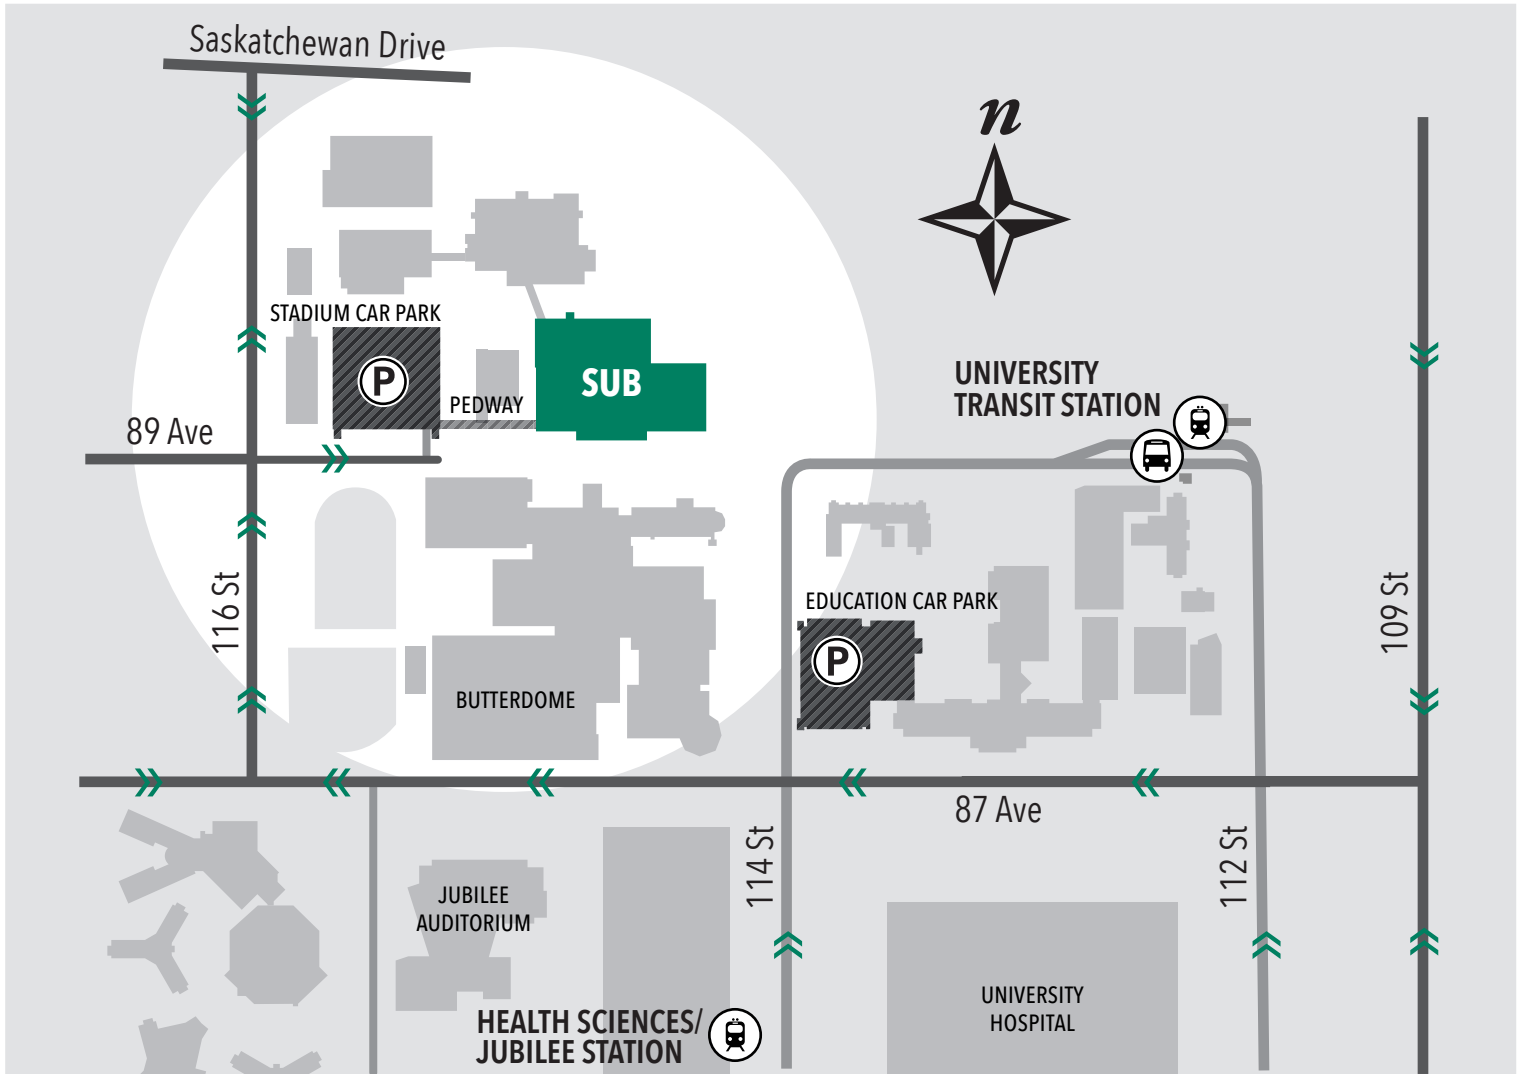 Saskatchewan Drive
n
STADIUM CAR PARK
P
SUB
PEDWAY
89 Ave
UNIVERSITY
TRANSIT STATION
116 St
109 St
EDUCATION CAR PARK
P
BUTTERDOME
87 Ave
114 St
112 St
JUBILEE
AUDITORIUM
UNIVERSITY
HOSPITAL
HEALTH SCIENCES/
JUBILEE STATION